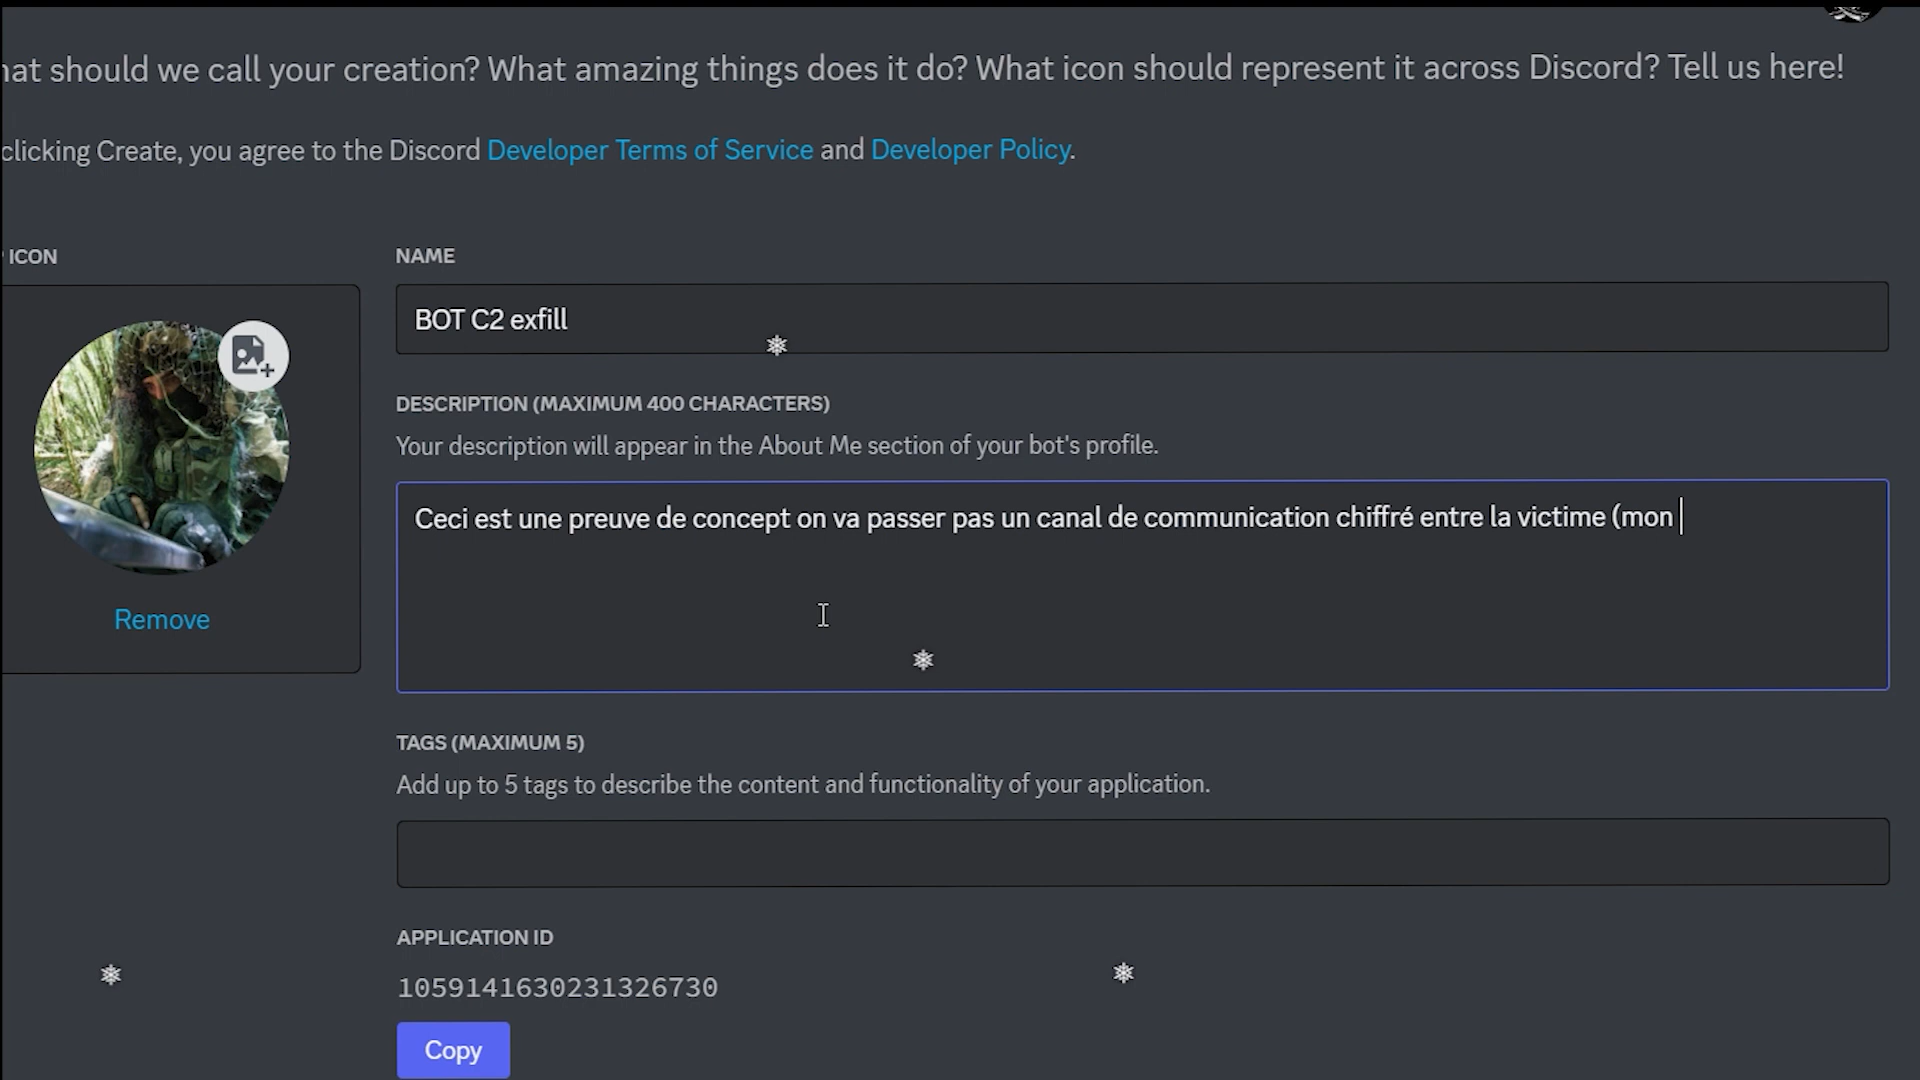 hat should we call your creation? What amazing things does it do? What icon should represent it across Discord? Tell us here!
clicking Create, you agree to the Discord Developer Terms of Service and Developer Policy.
ICON
NAME
BOT C2 exfill
DESCRIPTION (MAXIMUM 400 CHARACTERS)
Your description will appear in the About Me section of your bot's profile.
Ceci est une preuve de concept on va passer pas un canal de communication chiffré entre la victime (mon
Remove
TAGS (MAXIMUM 5)
Add up to 5 tags to describe the content and functionality of your application.
APPLICATION ID
1059141630231326730
Copy